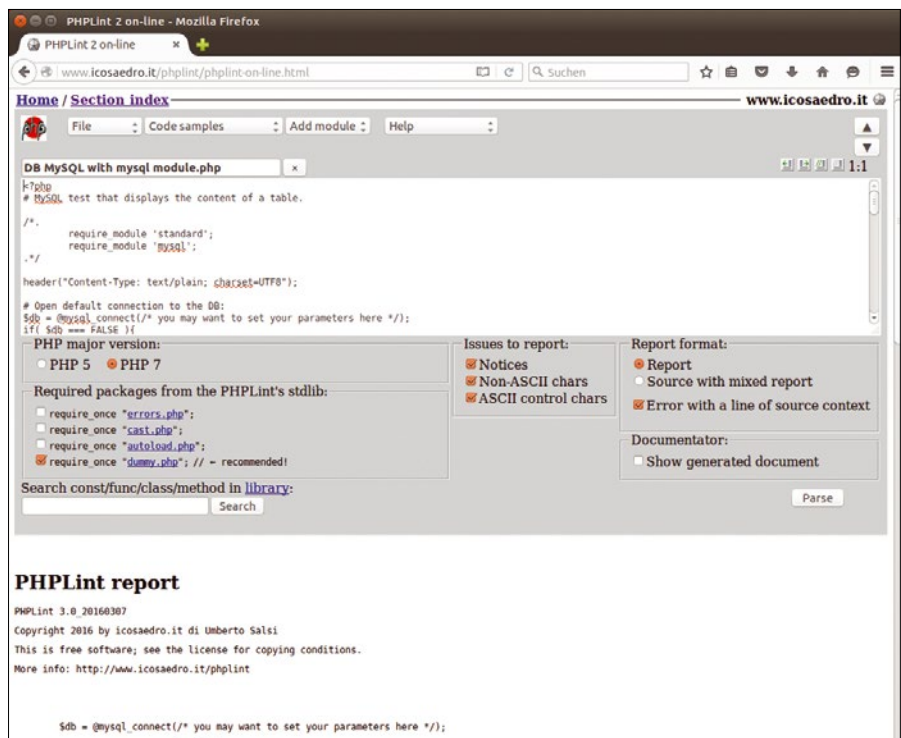 PHPLint 2 on-line - Mozilla Firefox
PHPLint 2 on-line
www.icosaedro.it/phplint/phplint-on-line.html
Suchen
Home / Section index
www.icosaedro.it
php
File
Code samples
Add module
Help
DB MySQL with mysql module.php
1:1
<?php
# MySQL test that displays the content of a table.
/*.
require_module 'standard';
require_module 'mysql';
.*/
header("Content-Type: text/plain; charset=UTF8");
# Open default connection to the DB:
$db = @mysql_connect(/* you may want to set your parameters here */);
if( $db === FALSE ){
PHP major version:
PHP 5 PHP 7
Required packages from the PHPLint's stdlib:
require_once "errors.php";
require_once "cast.php";
require_once "autoload.php";
require_once "dummy.php"; // ← recommended!
Issues to report:
Notices
Non-ASCII chars
ASCII control chars
Report format:
Report
Source with mixed report
Error with a line of source context
Documentator:
Show generated document
Search const/func/class/method in library:
Search
Parse
PHPLint report
PHPLint 3.0_20160307
Copyright 2016 by icosaedro.it di Umberto Salsi
This is free software; see the license for copying conditions.
More info: http://www.icosaedro.it/phplint
$db = @mysql_connect(/* you may want to set your parameters here */);